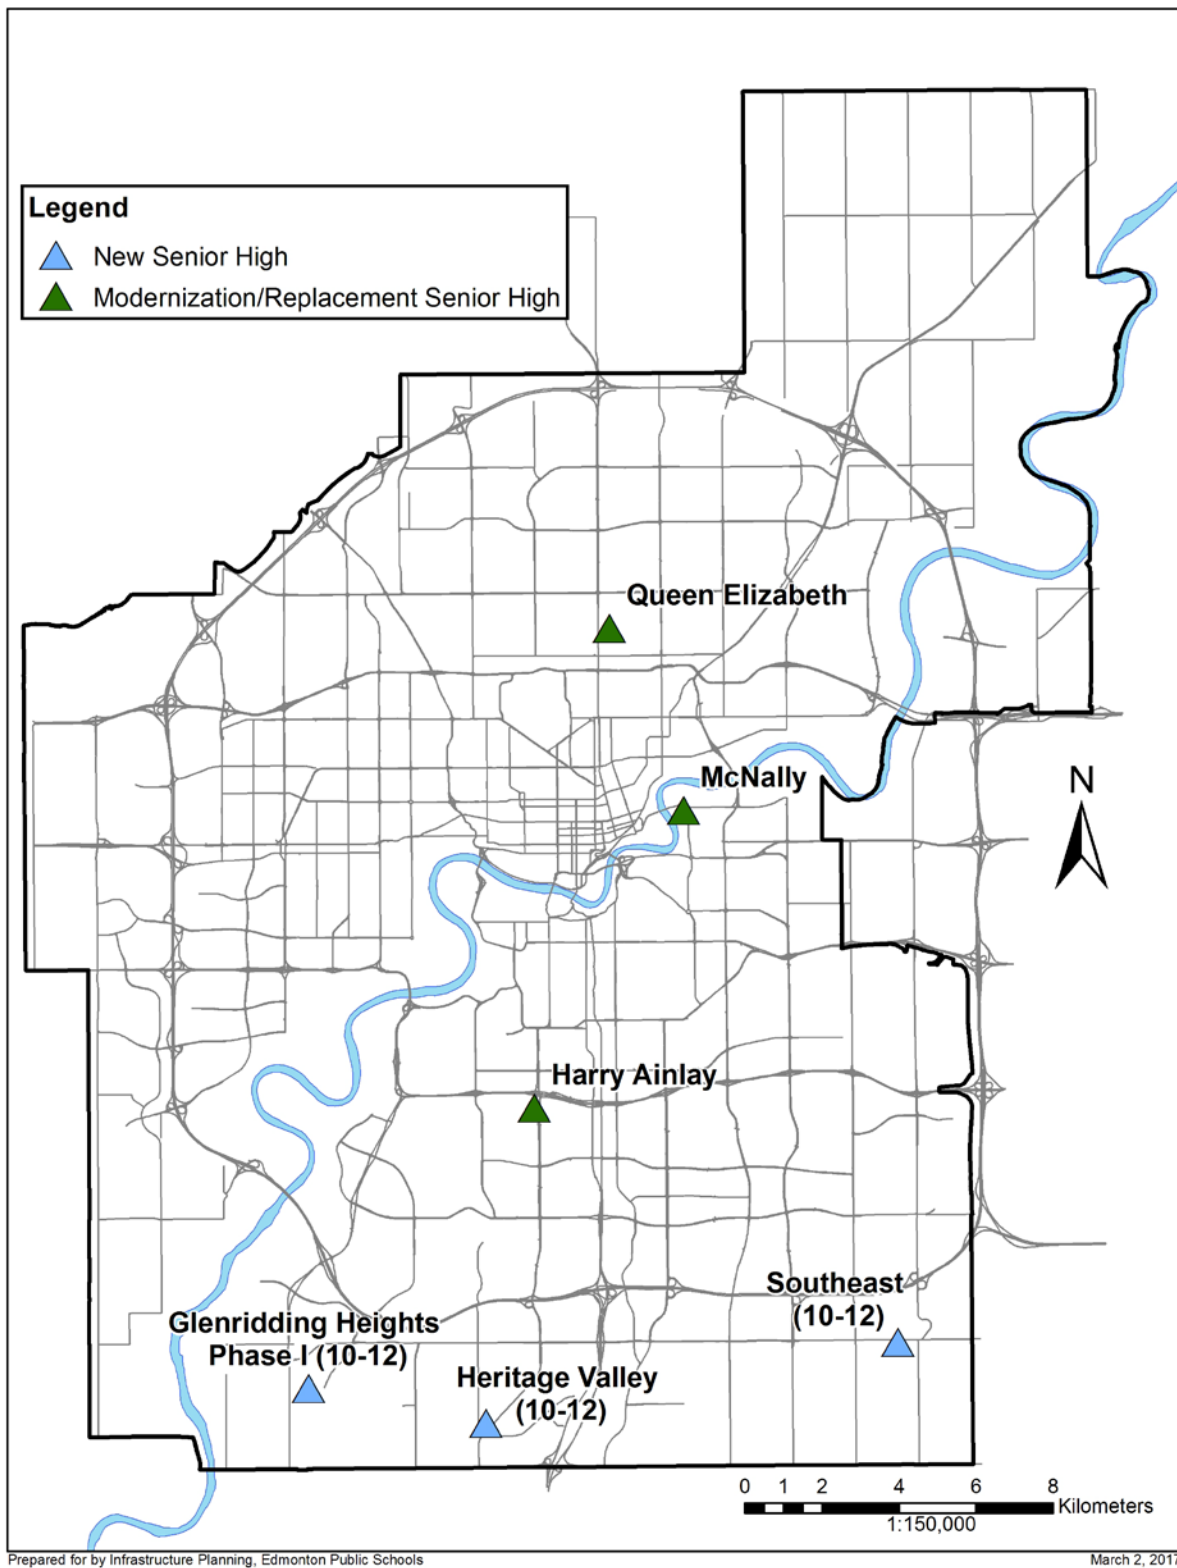 Legend
New Senior High
Modernization/Replacement Senior High
Queen Elizabeth
McNally
N
Harry Ainlay
Southeast
(10-12)
Glenridding Heights
Phase I (10-12)
Heritage Valley
(10-12)
0 1 2 4 6 8
Kilometers
1:150,000
Prepared for by Infrastructure Planning, Edmonton Public Schools
March 2, 2017